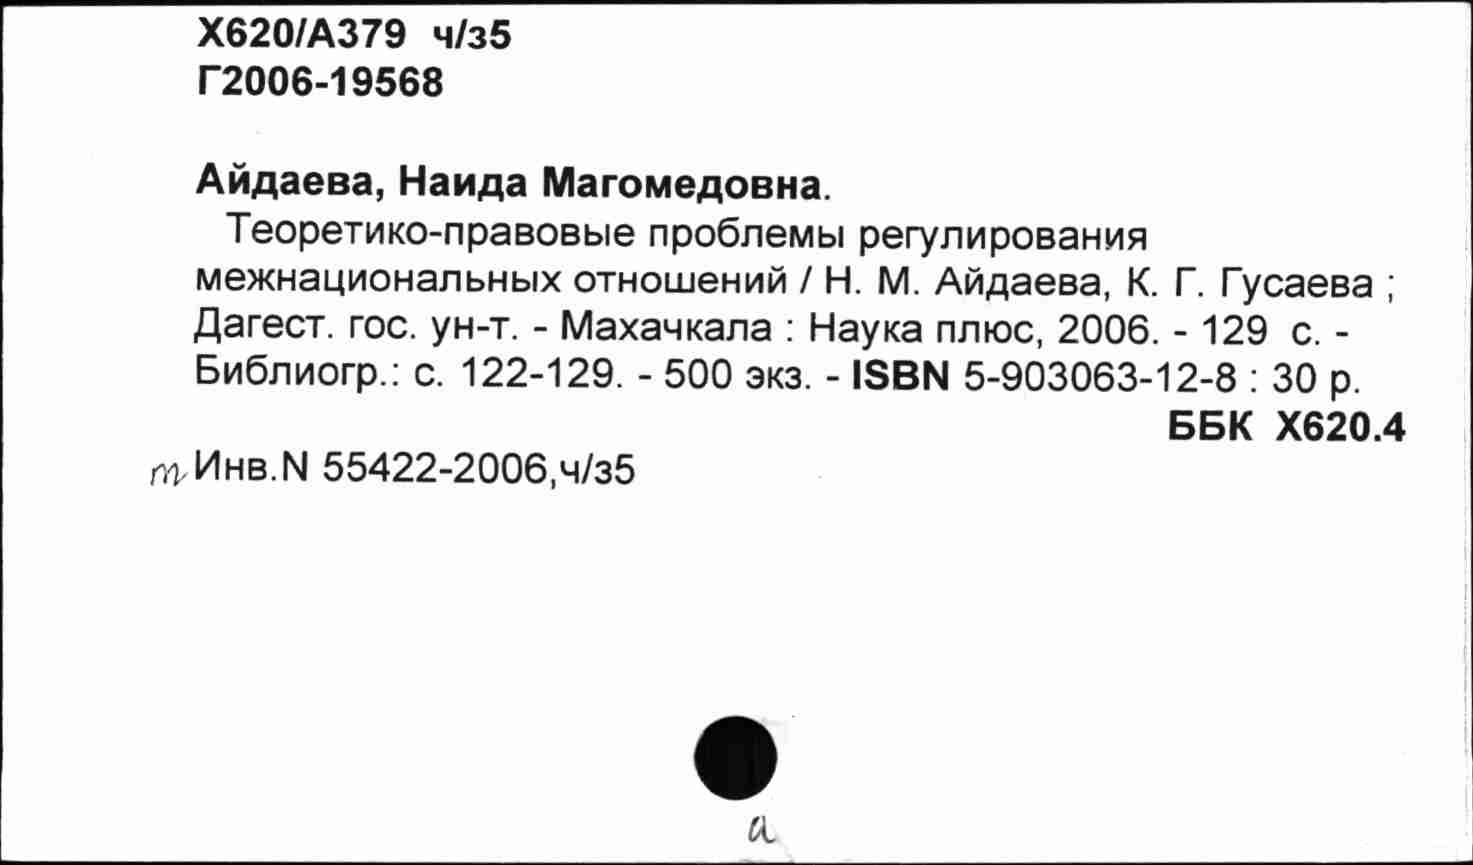 Х620/А379 ч/з5
Г2006-19568
Айдаева, Наида Магомедовна.
Теоретико-правовые проблемы регулирования
межнациональных отношений / Н. М. Айдаева, К. Г. Гусаева ;
Дагест. гос. ун-т. - Махачкала : Наука плюс, 2006. - 129 с. -
Библиогр.: с. 122-129. - 500 экз. - ISBN 5-903063-12-8 : 30 р.
ББК Х620.4
т Инв.N 55422-2006,ч/з5
а